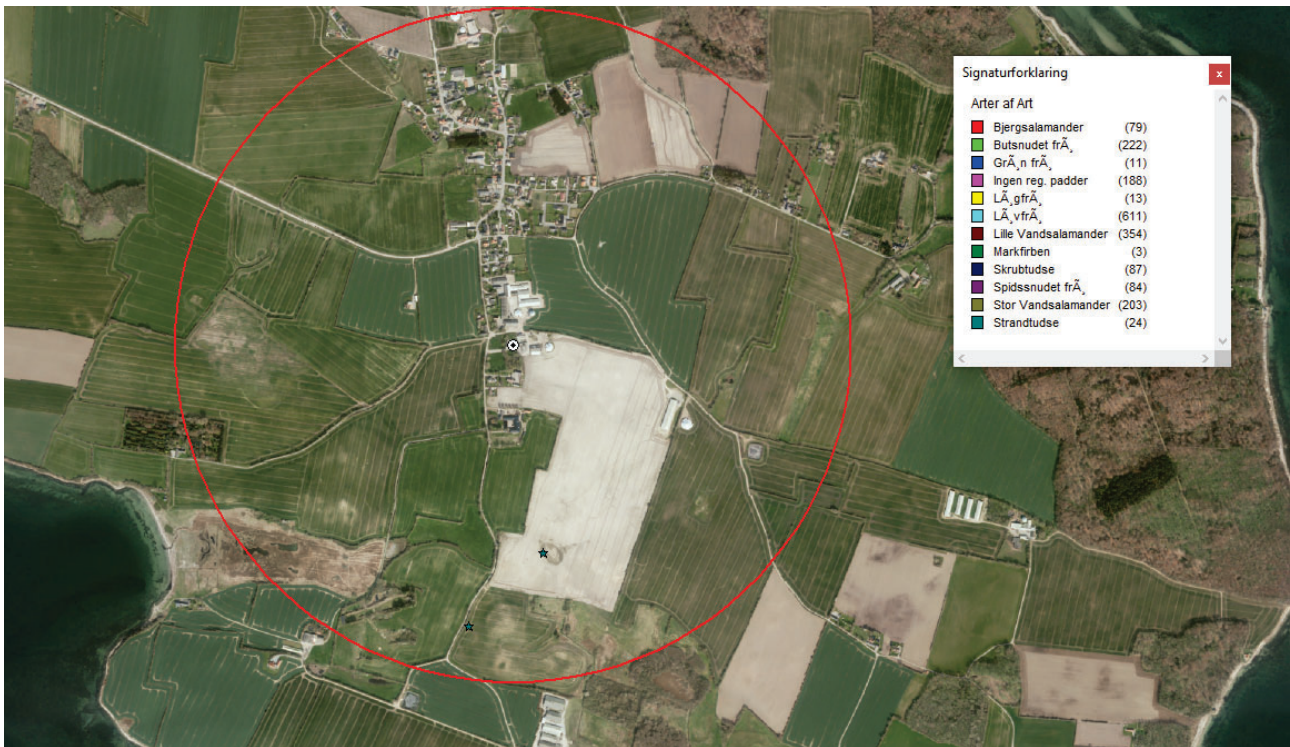 Signaturforklaring
x
Arter af Art
Bjergsalamander (79)
Butsnudet frÃ¸ (222)
GrÃ¸n frÃ¸ (11)
Ingen reg. padder (188)
LÃ¸gfrÃ¸ (13)
LÃ¸vfrÃ¸ (611)
Lille Vandsalamander (354)
Markfirben (3)
Skrubtudse (87)
Spidssnudet frÃ¸ (84)
Stor Vandsalamander (203)
Strandtudse (24)